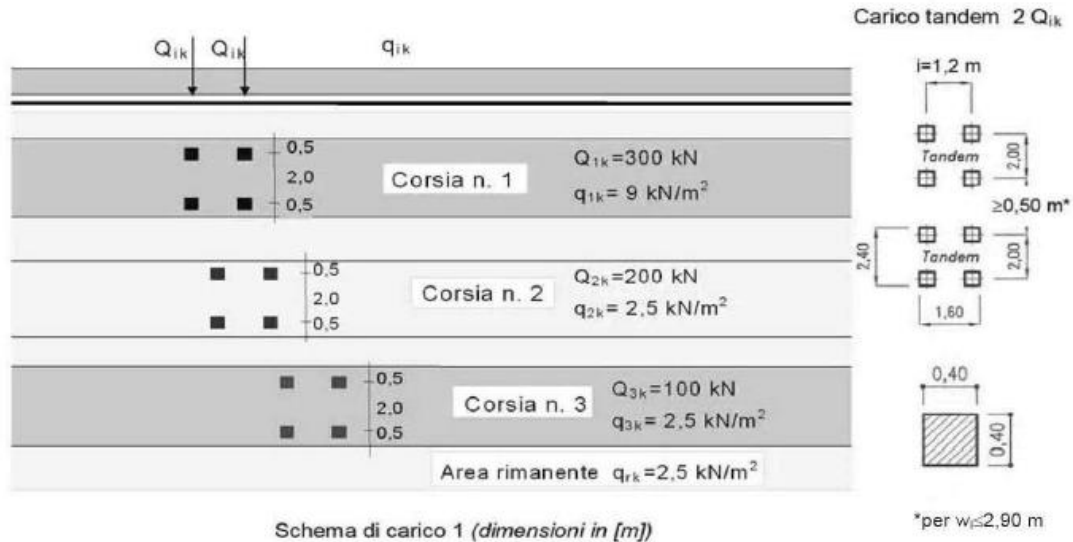 Carico tandem 2 Qik
Qik Qik qik
i=1,2 m
0,5
2,0
0,5
Corsia n. 1
Q1k=300 kN
q1k= 9 kN/m²
Tandem
2,00
≥0,50 m*
0,5
2,0
0,5
Corsia n. 2
Q2k=200 kN
q2k= 2,5 kN/m²
2,40
Tandem
2,00
1,60
0,5
2,0
0,5
Corsia n. 3
Q3k=100 kN
q3k= 2,5 kN/m²
0,40
0,40
Area rimanente qrk=2,5 kN/m²
Schema di carico 1 (dimensioni in [m])
*per wl≤2,90 m